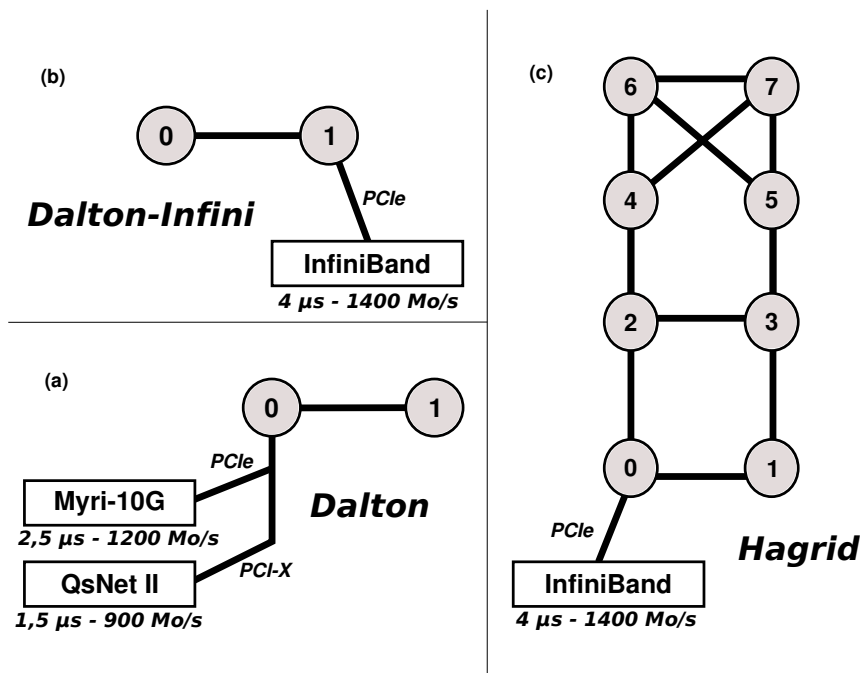 (b)
0
1
PCIe
Dalton-Infini
InfiniBand
4 µs - 1400 Mo/s
(a)
0
1
PCIe
Myri-10G
2,5 µs - 1200 Mo/s
Dalton
PCI-X
QsNet II
1,5 µs - 900 Mo/s
(c)
6
7
4
5
2
3
0
1
PCIe
Hagrid
InfiniBand
4 µs - 1400 Mo/s